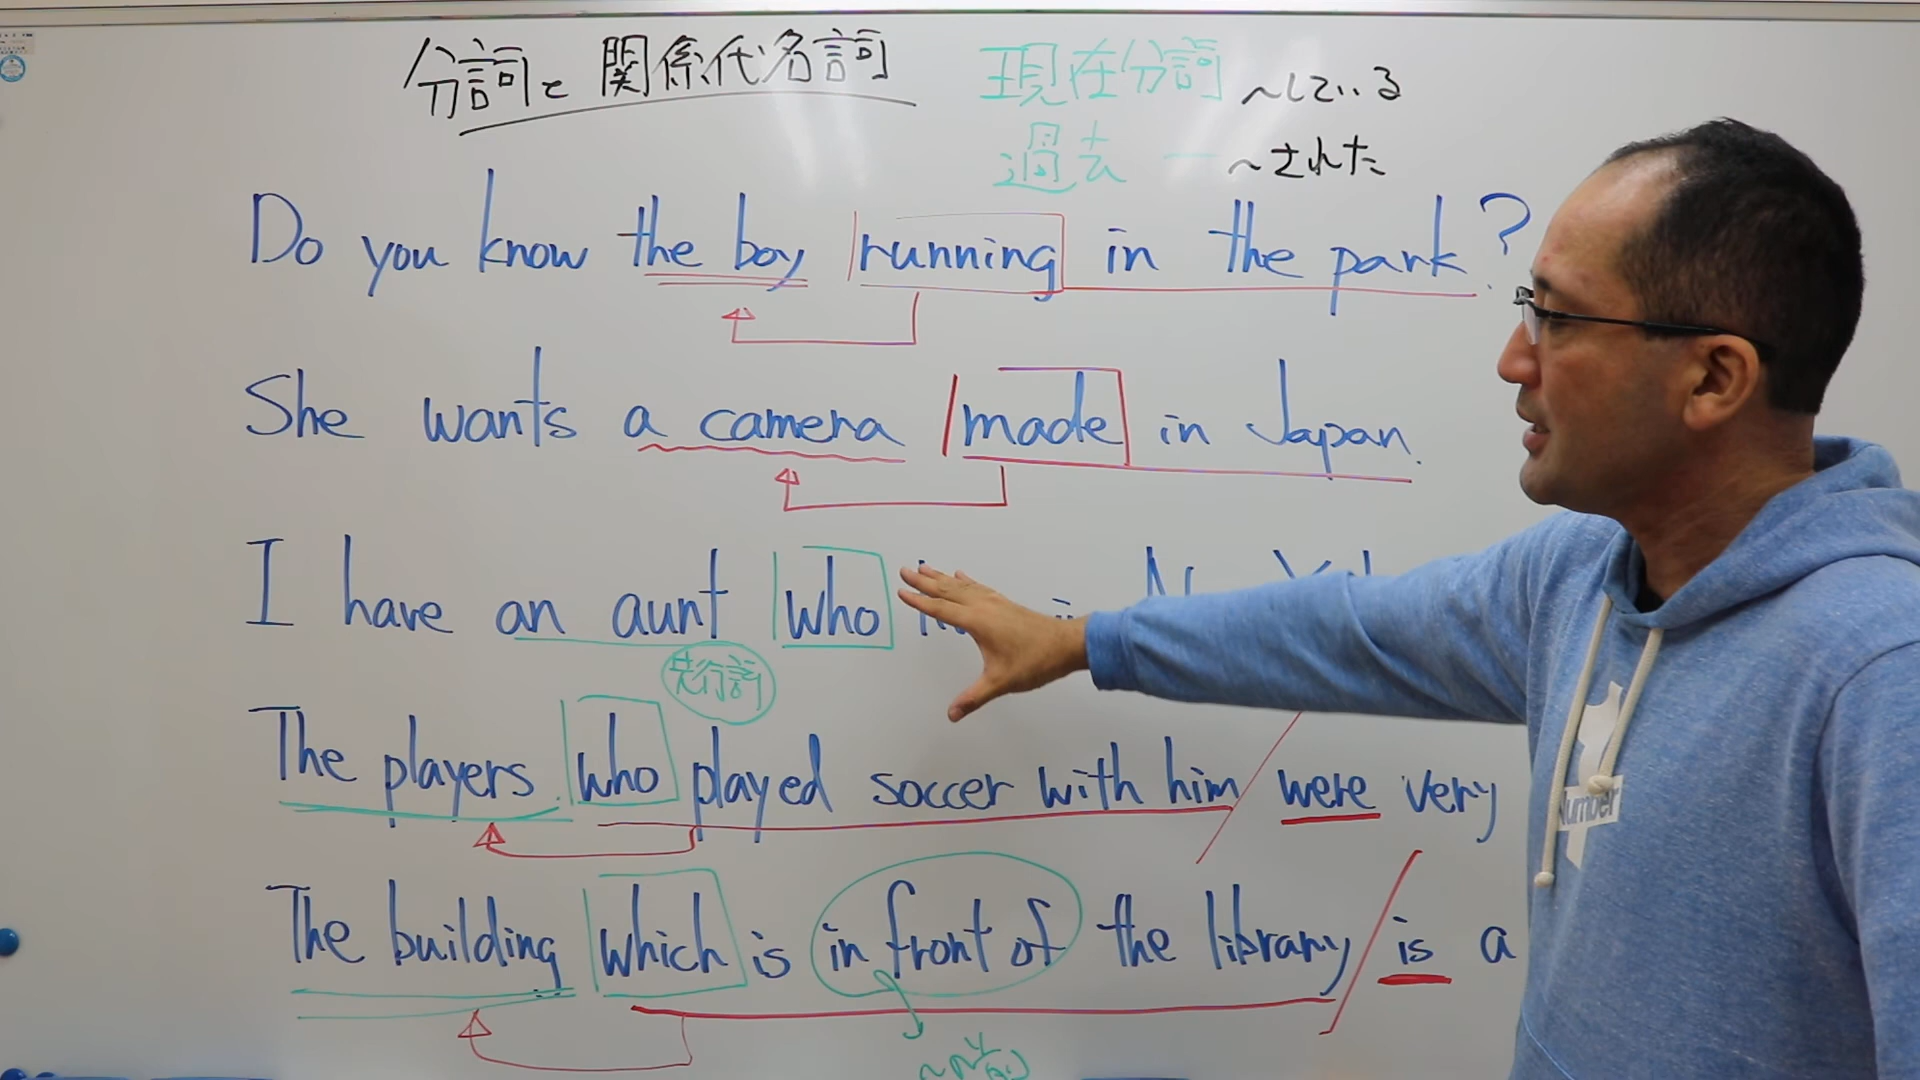 分詞と関係代名詞
現在分詞 〜している
過去 — 〜された
Do you know the boy running in the park?
She wants a camera made in Japan.
I have an aunt who
先行詞
The players who played soccer with him were very
The building which is in front of the library is a
Number